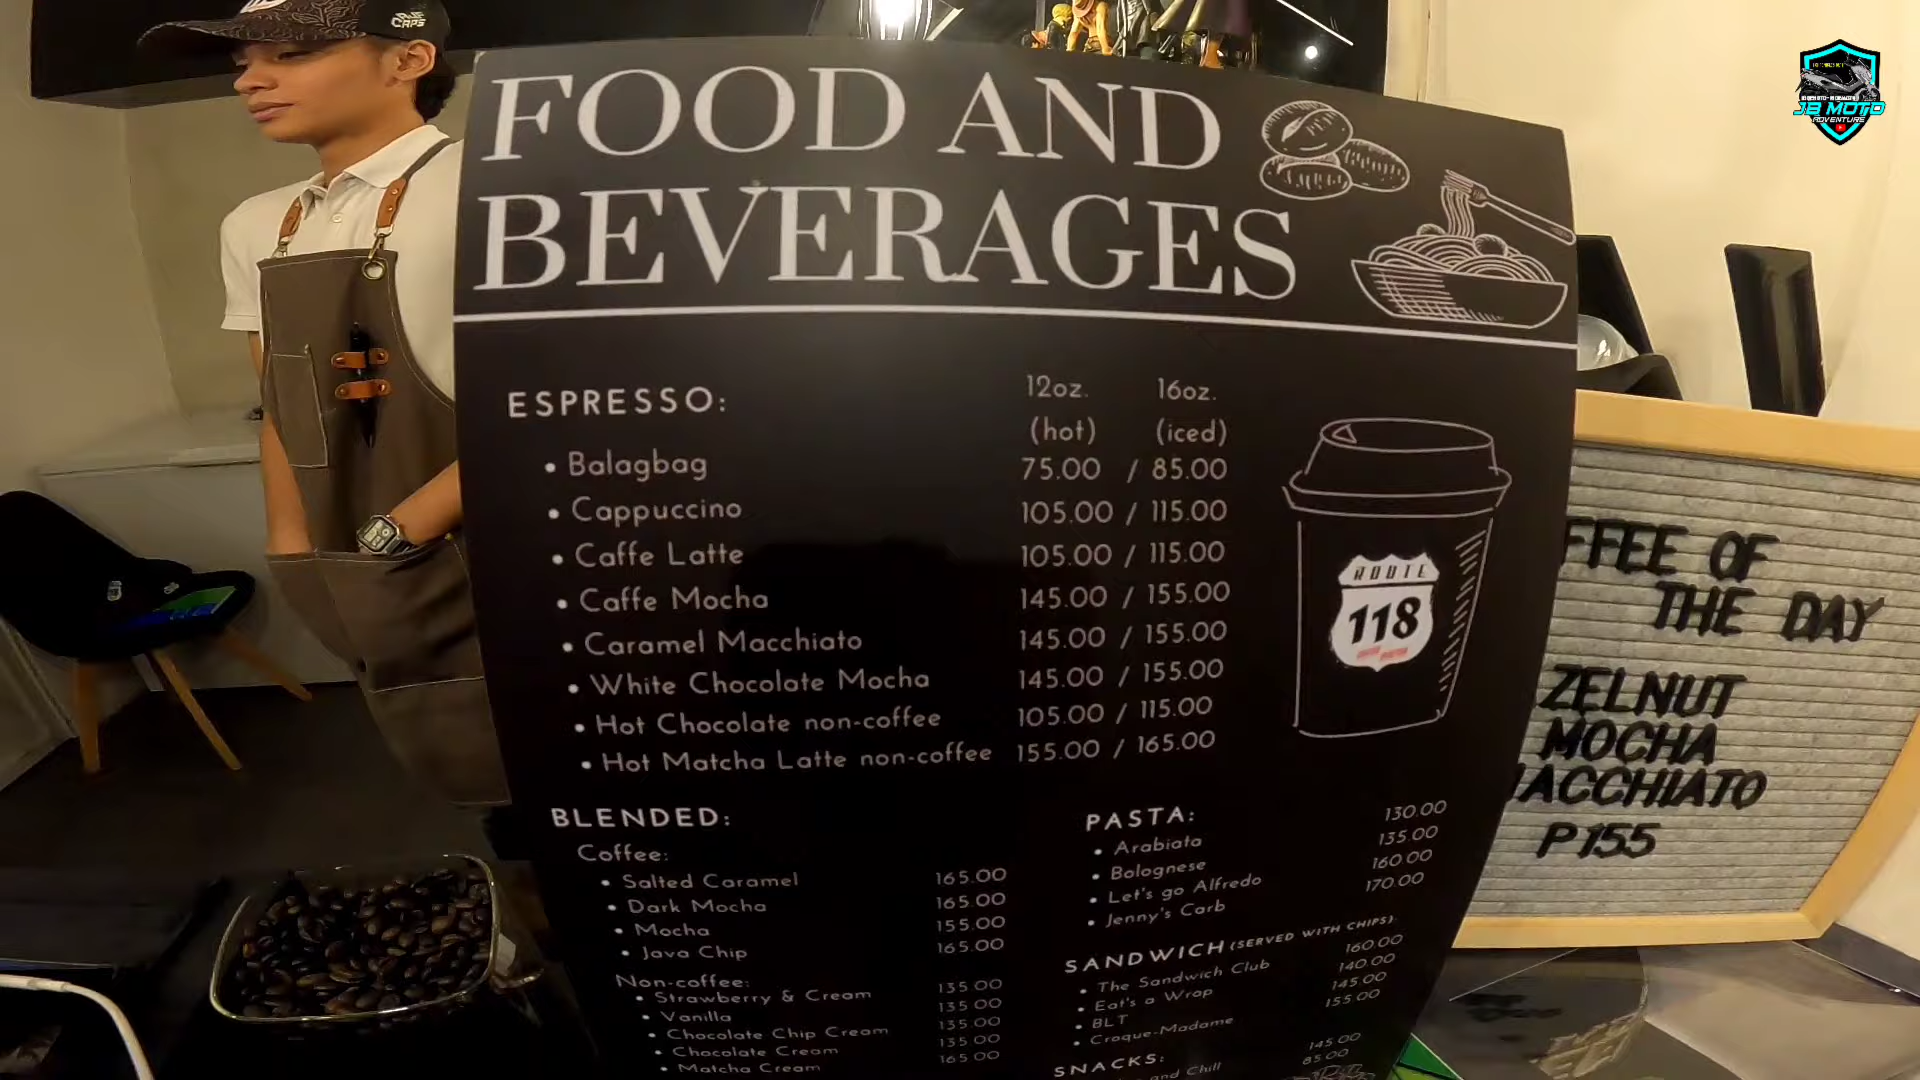 FOOD AND
BEVERAGES
ESPRESSO:
12oz. 16oz.
(hot) (iced)
• Balagbag 75.00 / 85.00
• Cappuccino 105.00 / 115.00
• Caffe Latte 105.00 / 115.00
• Caffe Mocha 145.00 / 155.00
• Caramel Macchiato 145.00 / 155.00
• White Chocolate Mocha 145.00 / 155.00
• Hot Chocolate non-coffee 105.00 / 115.00
• Hot Matcha Latte non-coffee 155.00 / 165.00
ROUTE
118
BLENDED:
Coffee:
• Salted Caramel 165.00
• Dark Mocha 165.00
• Mocha 155.00
• Java Chip 165.00
Non-coffee:
• Strawberry & Cream 135.00
• Vanilla 135.00
• Chocolate Chip Cream 135.00
• Chocolate Cream 135.00
• Matcha Cream 165.00
PASTA:
• Arabiata 130.00
• Bolognese 135.00
• Let's go Alfredo 160.00
• Jenny's Carb 170.00
SANDWICH (SERVED WITH CHIPS):
• The Sandwich Club 160.00
• Eat's a Wrap 140.00
• BLT 145.00
• Croque-Madame 155.00
SNACKS:
and Chill 145.00
85.00
FFEE OF
THE DAY
ZELNUT
MOCHA
ACCHIATO
P155
CAPS
JB MOTO
ADVENTURE